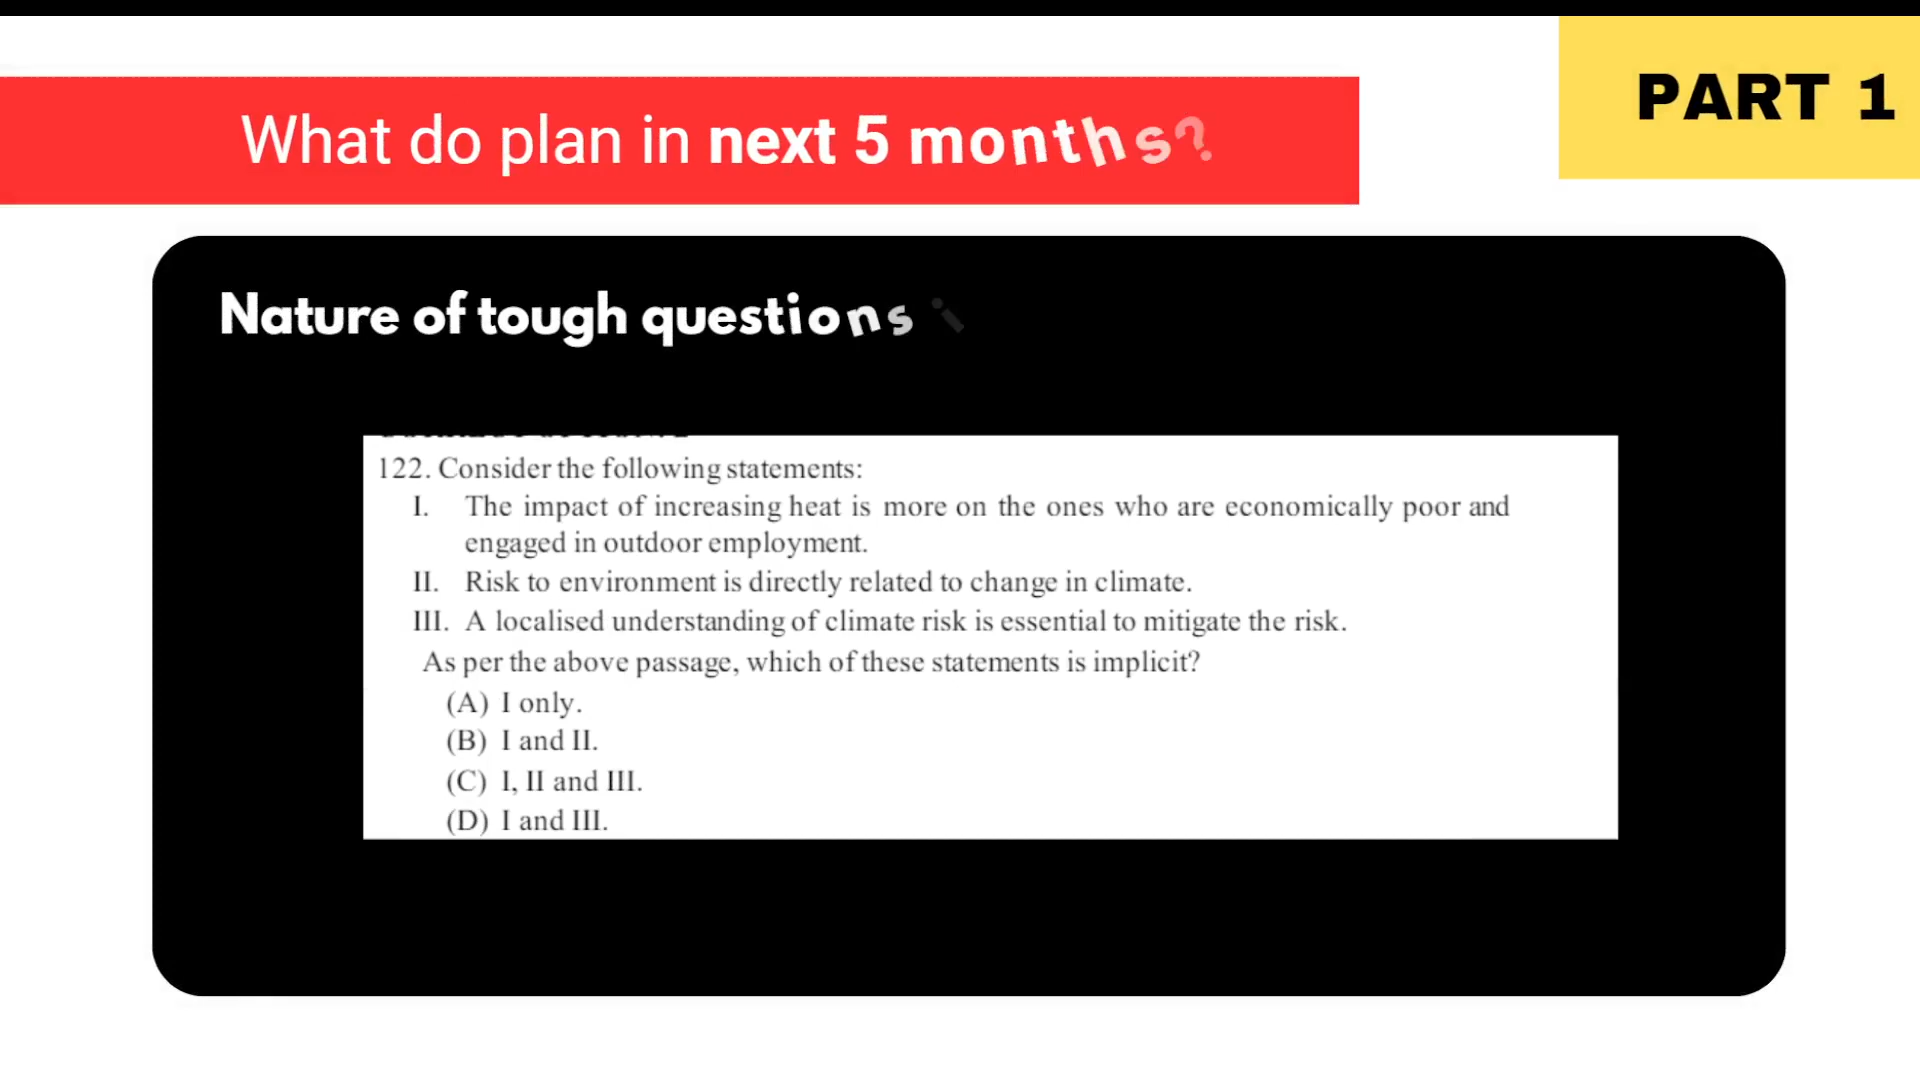 PART 1
What do plan in next 5 months?
Nature of tough questions i
122. Consider the following statements:
I. The impact of increasing heat is more on the ones who are economically poor and
engaged in outdoor employment.
II. Risk to environment is directly related to change in climate.
III. A localised understanding of climate risk is essential to mitigate the risk.
As per the above passage, which of these statements is implicit?
(A) I only.
(B) I and II.
(C) I, II and III.
(D) I and III.